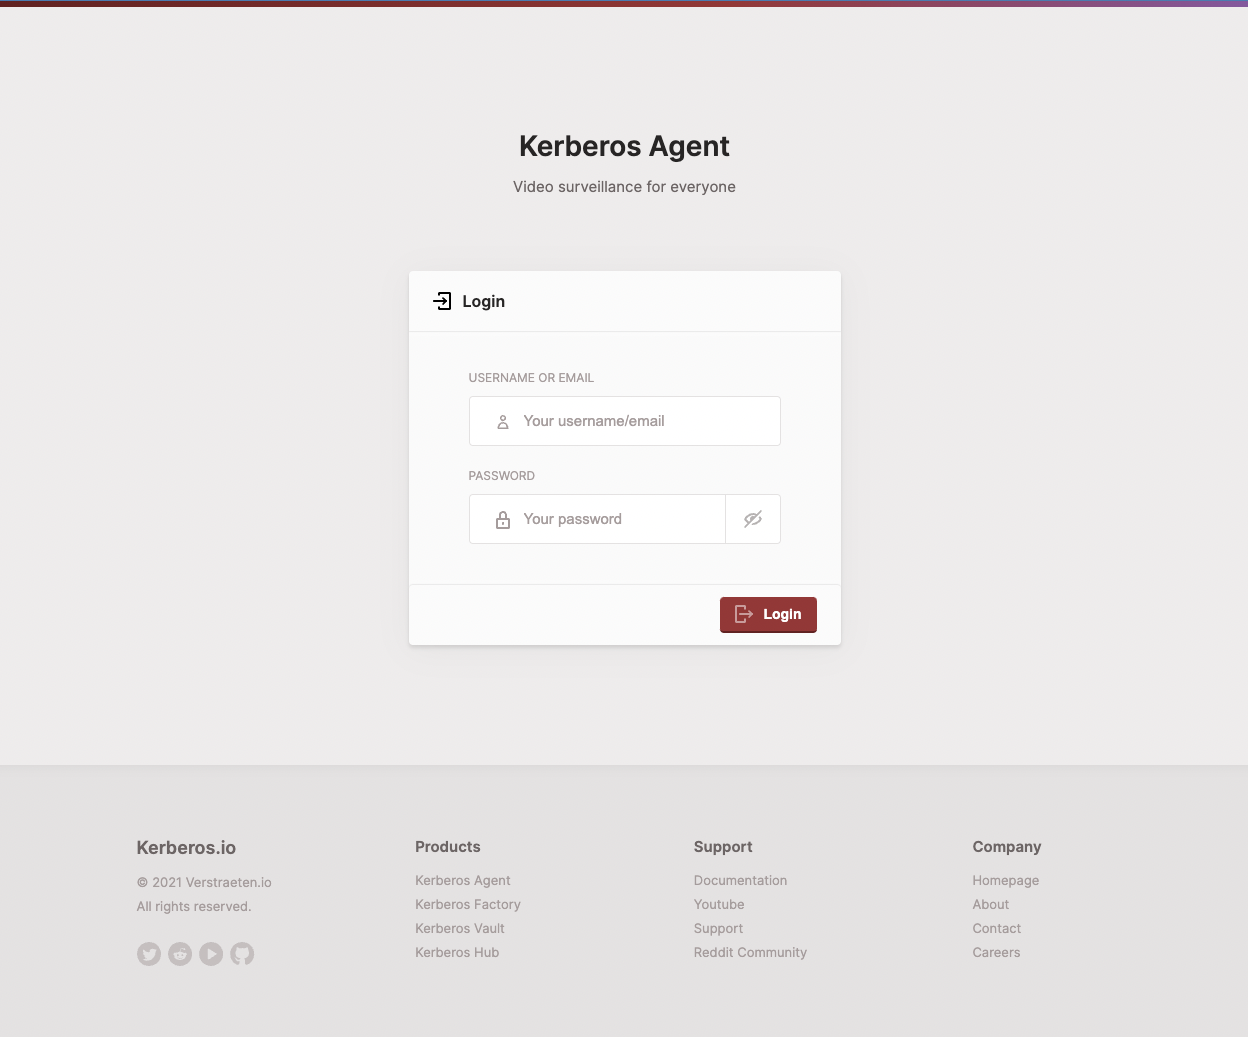 Kerberos Agent
Video surveillance for everyone
Login
USERNAME OR EMAIL
Your username/email
PASSWORD
Your password
Login
Kerberos.io
© 2021 Verstraeten.io
All rights reserved.
Products
Kerberos Agent
Kerberos Factory
Kerberos Vault
Kerberos Hub
Support
Documentation
Youtube
Support
Reddit Community
Company
Homepage
About
Contact
Careers